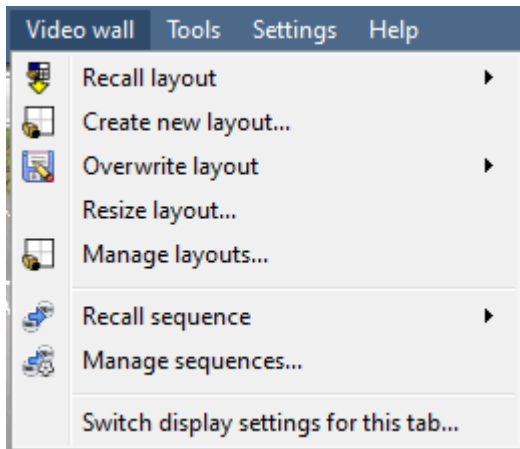 Video wall Tools Settings Help
Recall layout
Create new layout...
Overwrite layout
Resize layout...
Manage layouts...
Recall sequence
Manage sequences...
Switch display settings for this tab...